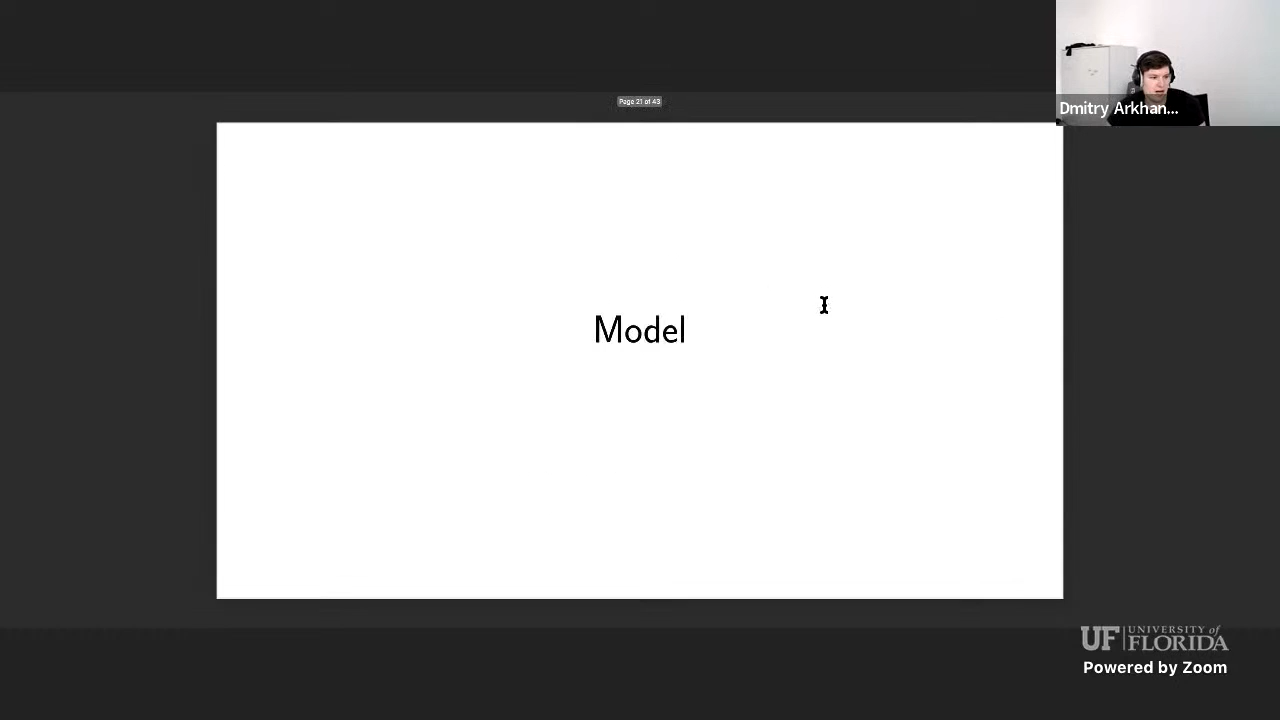 Page 21 of 43
Dmitry Arkhan...
Model
UF UNIVERSITY of
FLORIDA
Powered by Zoom